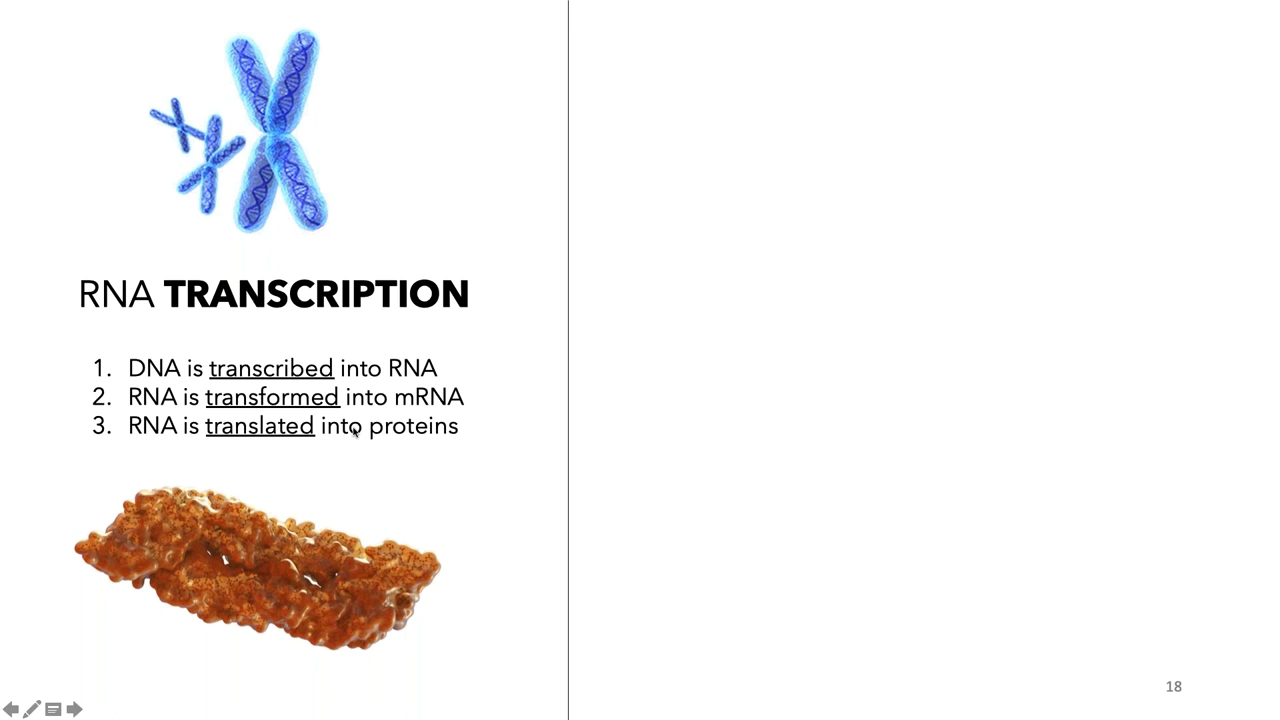 RNA TRANSCRIPTION
1. DNA is transcribed into RNA
2. RNA is transformed into mRNA
3. RNA is translated into proteins
18